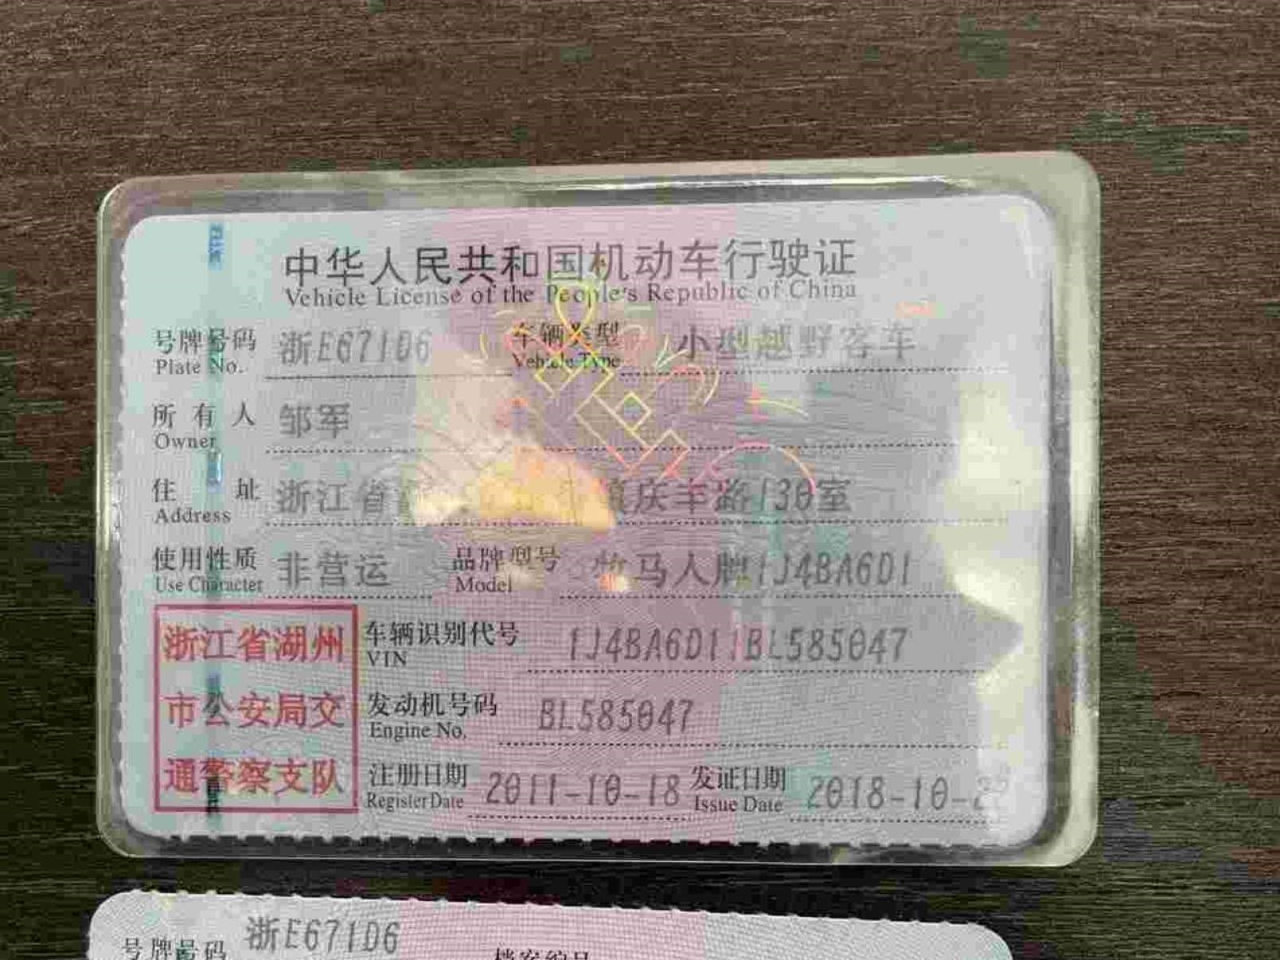 中华人民共和国机动车行驶证
Vehicle License of the People's Republic of China
号牌号码 浙E671D6 车辆类型 小型越野客车
Plate No. Vehicle Type
所有人 邹军
Owner
住址 浙江省 庆丰路130室
Address
使用性质 非营运 品牌型号 牧马人牌1J4BA6D1
Use Character Model
浙江省湖州
市公安局交
通警察支队
车辆识别代号 1J4BA6D11BL585047
VIN
发动机号码 BL585047
Engine No.
注册日期 2011-10-18 发证日期 2018-10-2
Register Date Issue Date
号牌号码 浙E671D6 档案编号